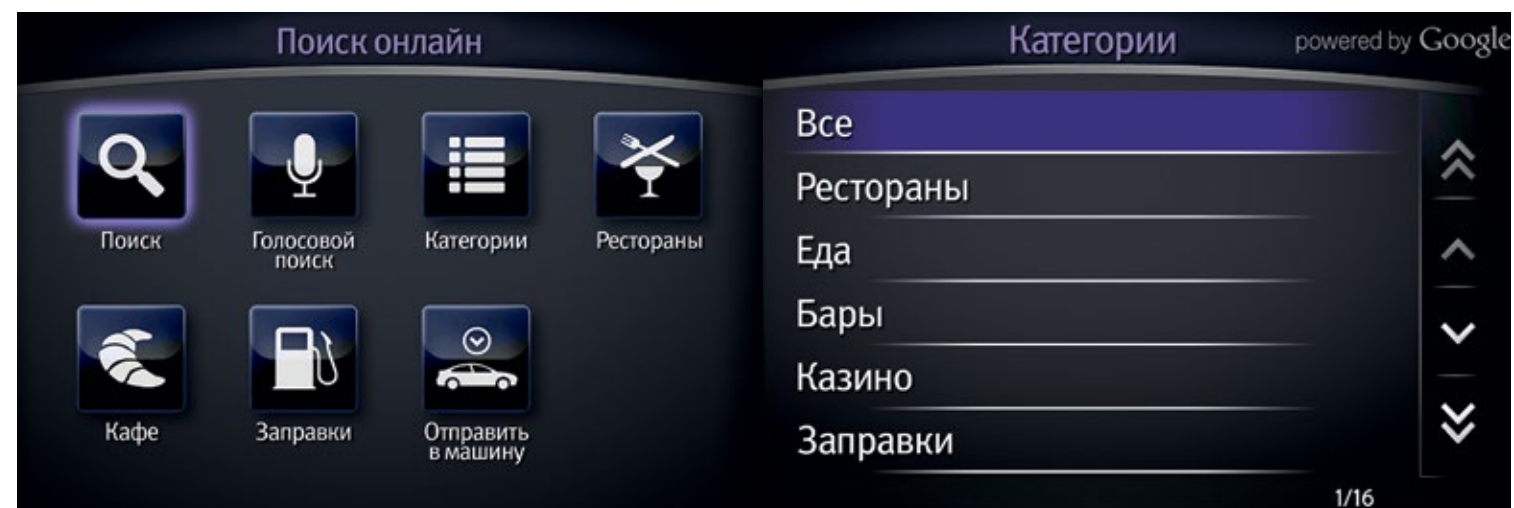 Поиск онлайн
Поиск
Голосовой
поиск
Категории
Рестораны
Кафе
Заправки
Отправить
в машину
Категории
powered by Google
Все
Рестораны
Еда
Бары
Казино
Заправки
1/16